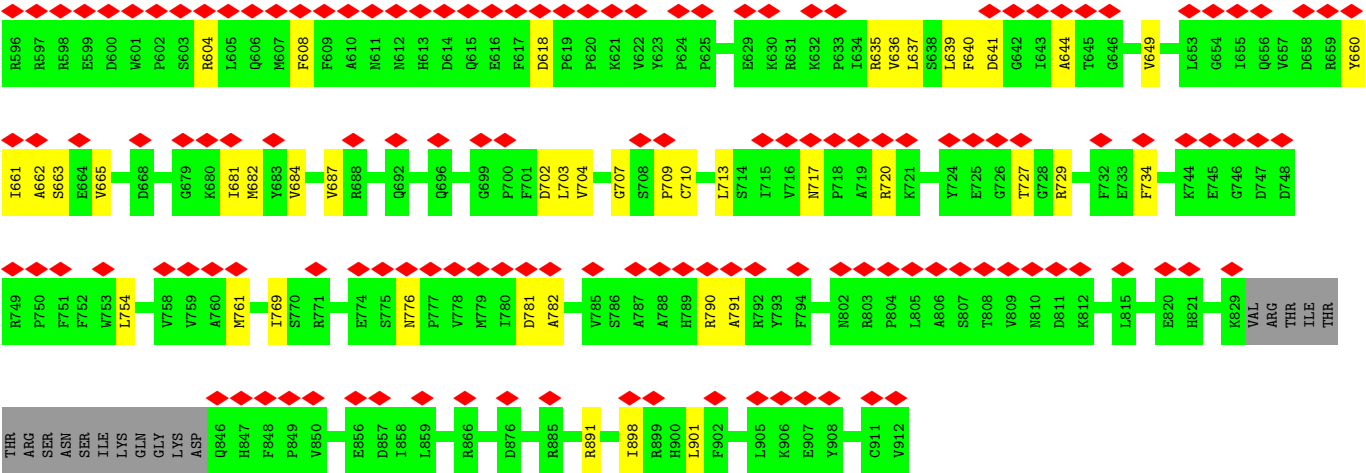 R596 R597 R598 E599 D600 W601 P602 S603 R604 L605 Q606 M607 F608 F609 A610 N611 N612 H613 D614 Q615 E616 F617 D618 P619 P620 K621 V622 Y623 P624 P625 E629 K630 R631 K632 P633 I634 R635 V636 L637 S638 L639 F640 D641 G642 I643 A644 T645 G646 V649 L653 G654 I655 Q656 V657 D658 R659 Y660
I661 A662 S663 E664 V665 D668 G679 K680 I681 M682 Y683 V684 V687 R688 Q692 Q696 G699 P700 F701 D702 L703 V704 G707 S708 P709 C710 L713 S714 I715 V716 N717 P718 A719 R720 K721 Y724 E725 G726 T727 G728 R729 F732 E733 F734 K744 E745 G746 D747 D748
R749 P750 F751 F752 W753 L754 V758 V759 A760 M761 I769 S770 R771 E774 S775 N776 P777 V778 M779 I780 D781 A782 V785 S786 A787 A788 H789 R790 A791 R792 Y793 F794 N802 R803 P804 L805 A806 S807 T808 V809 N810 D811 K812 L815 E820 H821 K829 VAL ARG THR ILE THR
THR ARG SER ASN SER ILE LYS GLN GLY LYS ASP Q846 H847 F848 P849 V850 E856 D857 I858 L859 R866 D876 R885 R891 I898 R899 H900 L901 F902 L905 K906 E907 Y908 C911 V912